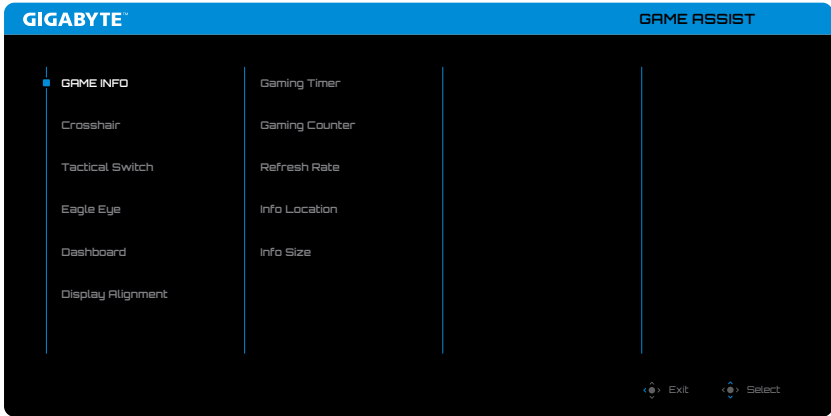 GIGABYTE™
GAME ASSIST
GAME INFO
Crosshair
Tactical Switch
Eagle Eye
Dashboard
Display Alignment
Gaming Timer
Gaming Counter
Refresh Rate
Info Location
Info Size
Exit
Select